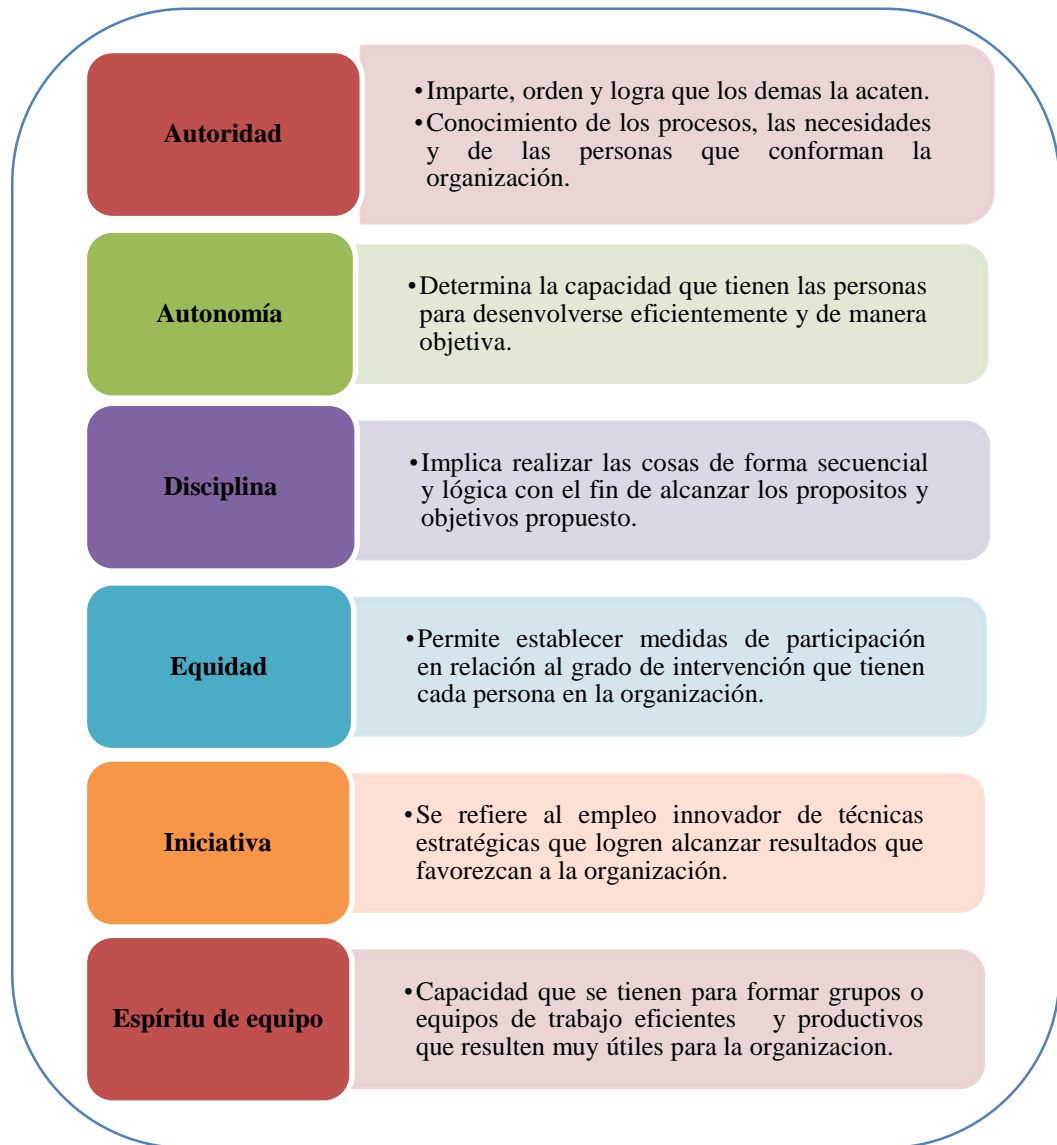 Autoridad
•Imparte, orden y logra que los demas la acaten.
•Conocimiento de los procesos, las necesidades
y de las personas que conforman la
organización.
Autonomía
•Determina la capacidad que tienen las personas
para desenvolverse eficientemente y de manera
objetiva.
Disciplina
•Implica realizar las cosas de forma secuencial
y lógica con el fin de alcanzar los propositos y
objetivos propuesto.
Equidad
•Permite establecer medidas de participación
en relación al grado de intervención que tienen
cada persona en la organización.
Iniciativa
•Se refiere al empleo innovador de técnicas
estratégicas que logren alcanzar resultados que
favorezcan a la organización.
Espíritu de equipo
•Capacidad que se tienen para formar grupos o
equipos de trabajo eficientes y productivos
que resulten muy útiles para la organizacion.